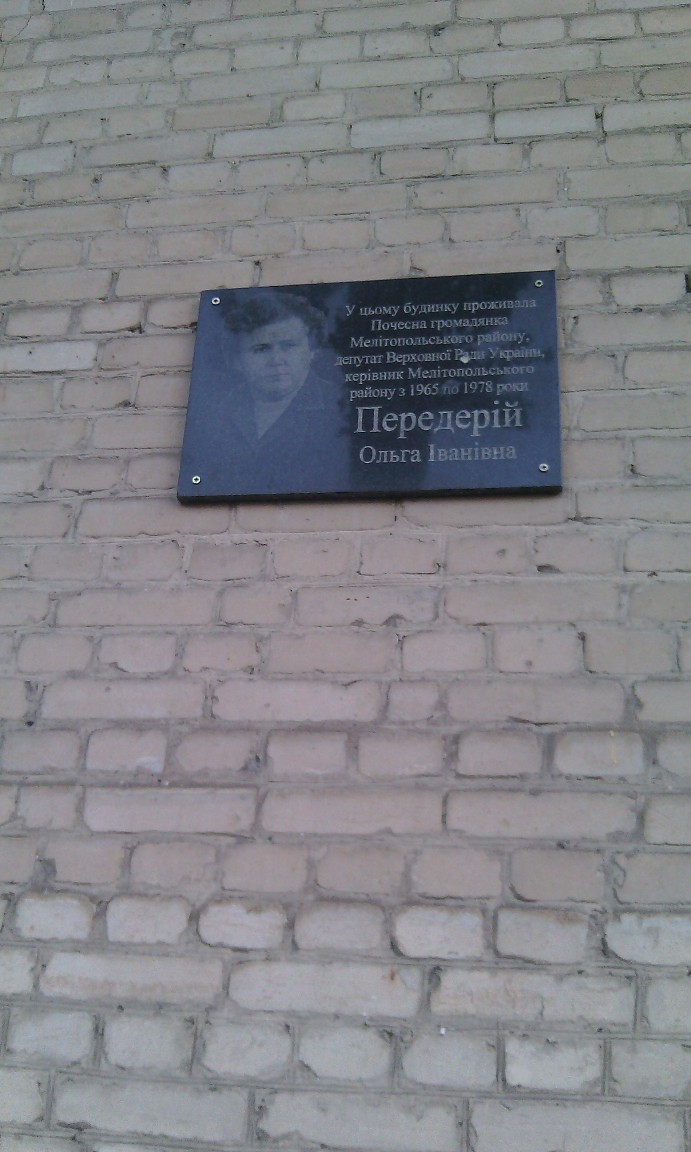 У цьому будинку проживала
Почесна громадянка
Мелітопольського району,
депутат Верховної Ради України,
керівник Мелітопольського
району з 1965 по 1978 роки
Передерій
Ольга Іванівна